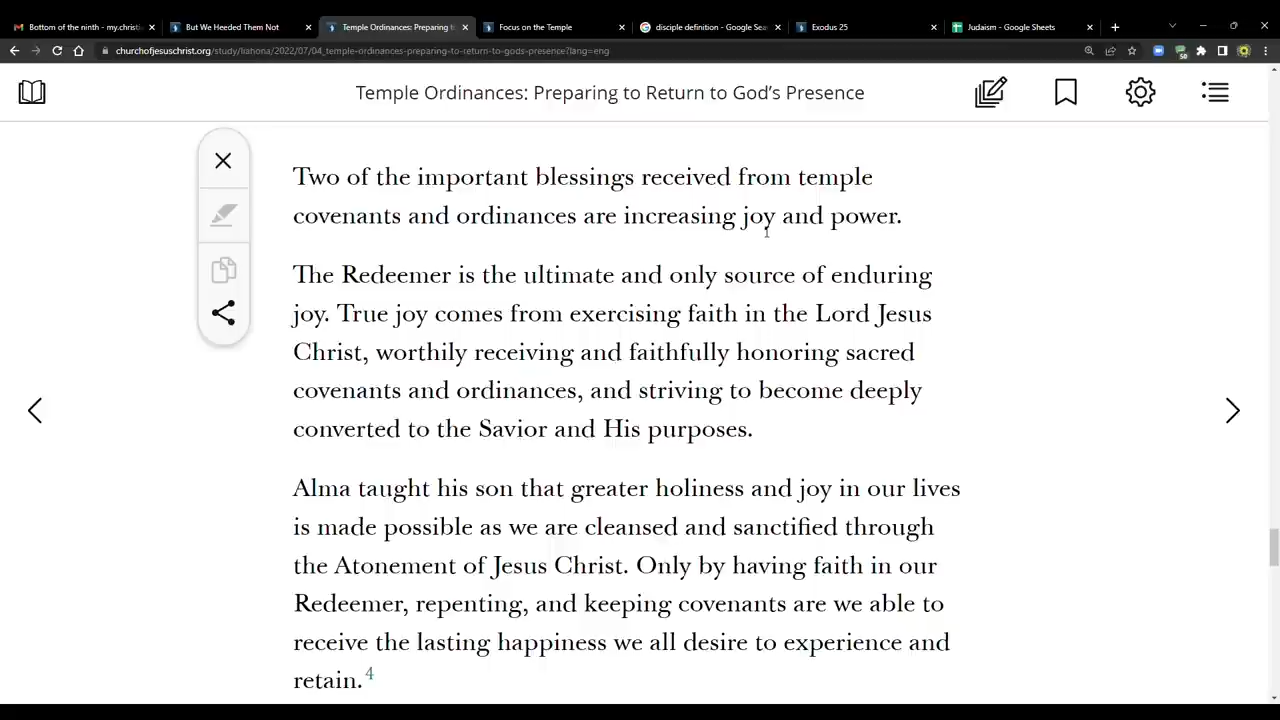 Bottom of the ninth - my.christi
But We Heeded Them Not
Temple Ordinances: Preparing to
Focus on the Temple
disciple definition - Google Sea
Exodus 25
Judaism - Google Sheets
churchofjesuschrist.org/study/liahona/2022/07/04_temple-ordinances-preparing-to-return-to-gods-presence?lang=eng
Temple Ordinances: Preparing to Return to God's Presence
Two of the important blessings received from temple
covenants and ordinances are increasing joy and power.
The Redeemer is the ultimate and only source of enduring
joy. True joy comes from exercising faith in the Lord Jesus
Christ, worthily receiving and faithfully honoring sacred
covenants and ordinances, and striving to become deeply
converted to the Savior and His purposes.
Alma taught his son that greater holiness and joy in our lives
is made possible as we are cleansed and sanctified through
the Atonement of Jesus Christ. Only by having faith in our
Redeemer, repenting, and keeping covenants are we able to
receive the lasting happiness we all desire to experience and
retain. 4